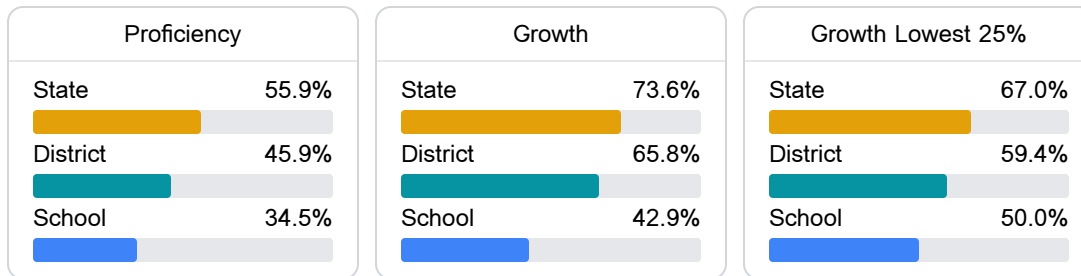 Proficiency
State 55.9%
District 45.9%
School 34.5%
Growth
State 73.6%
District 65.8%
School 42.9%
Growth Lowest 25%
State 67.0%
District 59.4%
School 50.0%